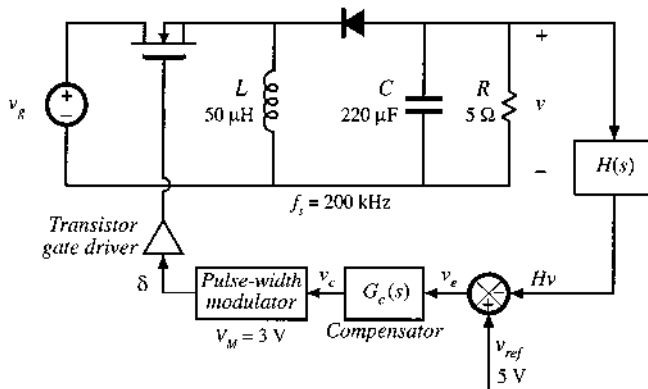 L
50 µH
C
220 µF
R
5 Ω
+
v
–
v_g
+
–
H(s)
f_s = 200 kHz
Transistor
gate driver
δ
Pulse-width
modulator
V_M = 3 V
v_c
G_c(s)
Compensator
v_e
–
+
Hv
v_ref
5 V